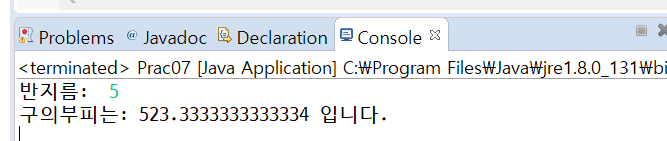 Problems @ Javadoc Declaration Console
<terminated> Prac07 [Java Application] C:₩Program Files₩Java₩jre1.8.0_131₩bi
반지름: 5
구의부피는: 523.3333333333334 입니다.